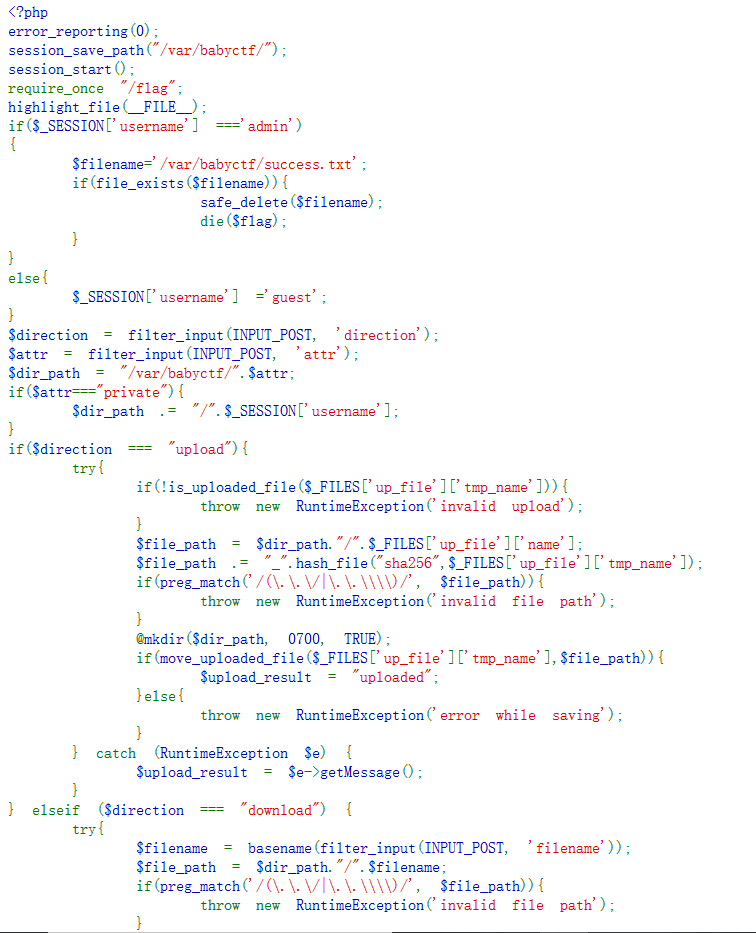 <?php
error_reporting(0);
session_save_path("/var/babyctf/");
session_start();
require_once "/flag";
highlight_file(__FILE__);
if($_SESSION['username'] ==='admin')
{
        $filename='/var/babyctf/success.txt';
        if(file_exists($filename)){
                safe_delete($filename);
                die($flag);
        }
}
else{
        $_SESSION['username'] ='guest';
}
$direction = filter_input(INPUT_POST, 'direction');
$attr = filter_input(INPUT_POST, 'attr');
$dir_path = "/var/babyctf/".$attr;
if($attr==="private"){
        $dir_path .= "/".$_SESSION['username'];
}
if($direction === "upload"){
        try{
                if(!is_uploaded_file($_FILES['up_file']['tmp_name'])){
                        throw new RuntimeException('invalid upload');
                }
                $file_path = $dir_path."/".$_FILES['up_file']['name'];
                $file_path .= "_".hash_file("sha256",$_FILES['up_file']['tmp_name']);
                if(preg_match('/(\.\.\/|\.\.\\\\)/', $file_path)){
                        throw new RuntimeException('invalid file path');
                }
                @mkdir($dir_path, 0700, TRUE);
                if(move_uploaded_file($_FILES['up_file']['tmp_name'],$file_path)){
                        $upload_result = "uploaded";
                }else{
                        throw new RuntimeException('error while saving');
                }
        } catch (RuntimeException $e) {
                $upload_result = $e->getMessage();
        }
} elseif ($direction === "download") {
        try{
                $filename = basename(filter_input(INPUT_POST, 'filename'));
                $file_path = $dir_path."/".$filename;
                if(preg_match('/(\.\.\/|\.\.\\\\)/', $file_path)){
                        throw new RuntimeException('invalid file path');
                }